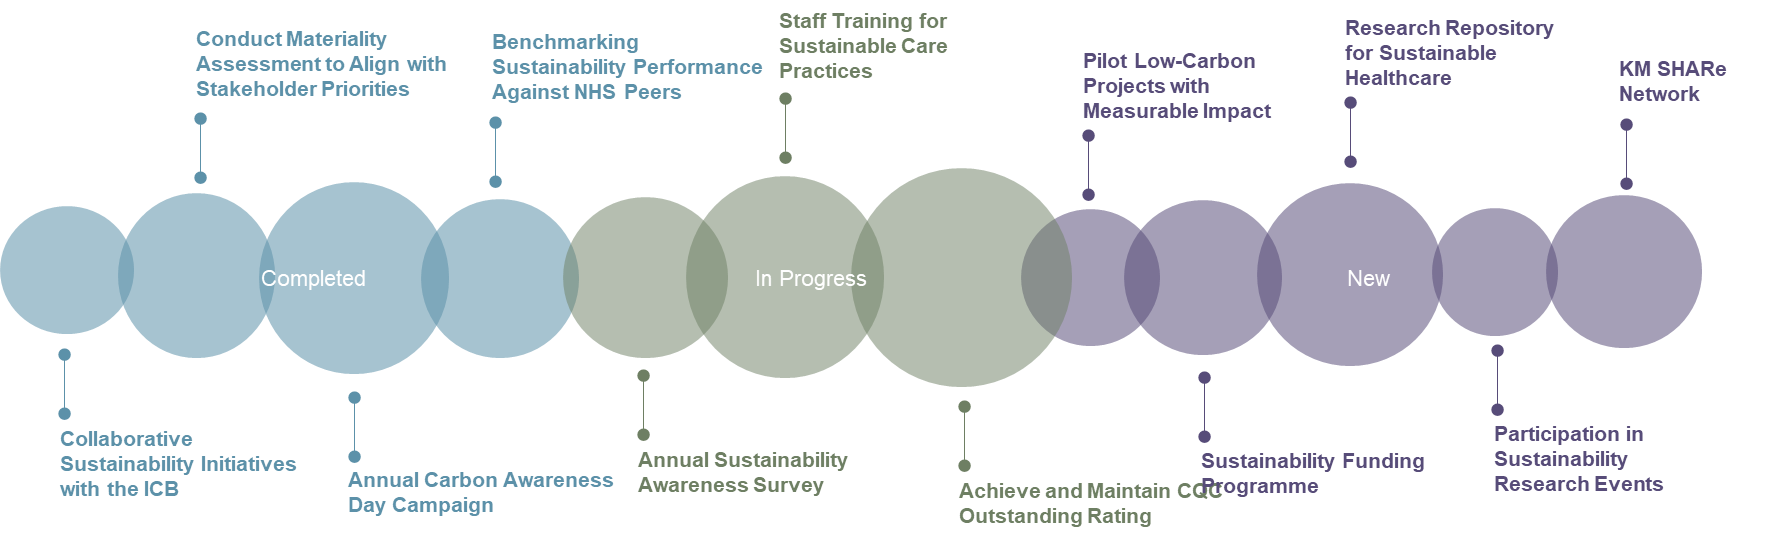 Conduct Materiality
Assessment to Align with
Stakeholder Priorities
Benchmarking
Sustainability Performance
Against NHS Peers
Staff Training for
Sustainable Care
Practices
Pilot Low-Carbon
Projects with
Measurable Impact
Research Repository
for Sustainable
Healthcare
KM SHARe
Network
Completed
In Progress
New
Collaborative
Sustainability Initiatives
with the ICB
Annual Carbon Awareness
Day Campaign
Annual Sustainability
Awareness Survey
Achieve and Maintain CQC
Outstanding Rating
Sustainability Funding
Programme
Participation in
Sustainability
Research Events